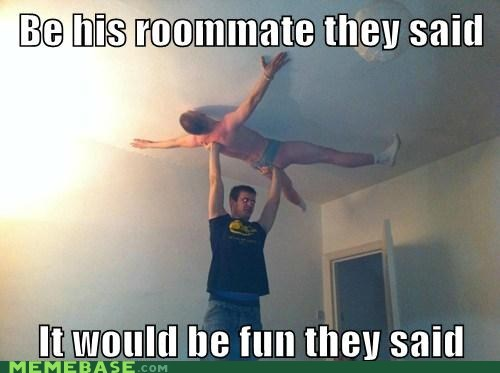 Be his roommate they said
It would be fun they said
MEMEBASE.COM